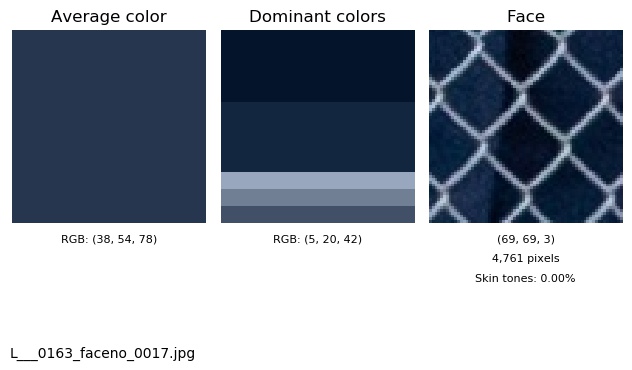 Average color
Dominant colors
Face
RGB: (38, 54, 78)
RGB: (5, 20, 42)
(69, 69, 3)
4,761 pixels
Skin tones: 0.00%
L___0163_faceno_0017.jpg